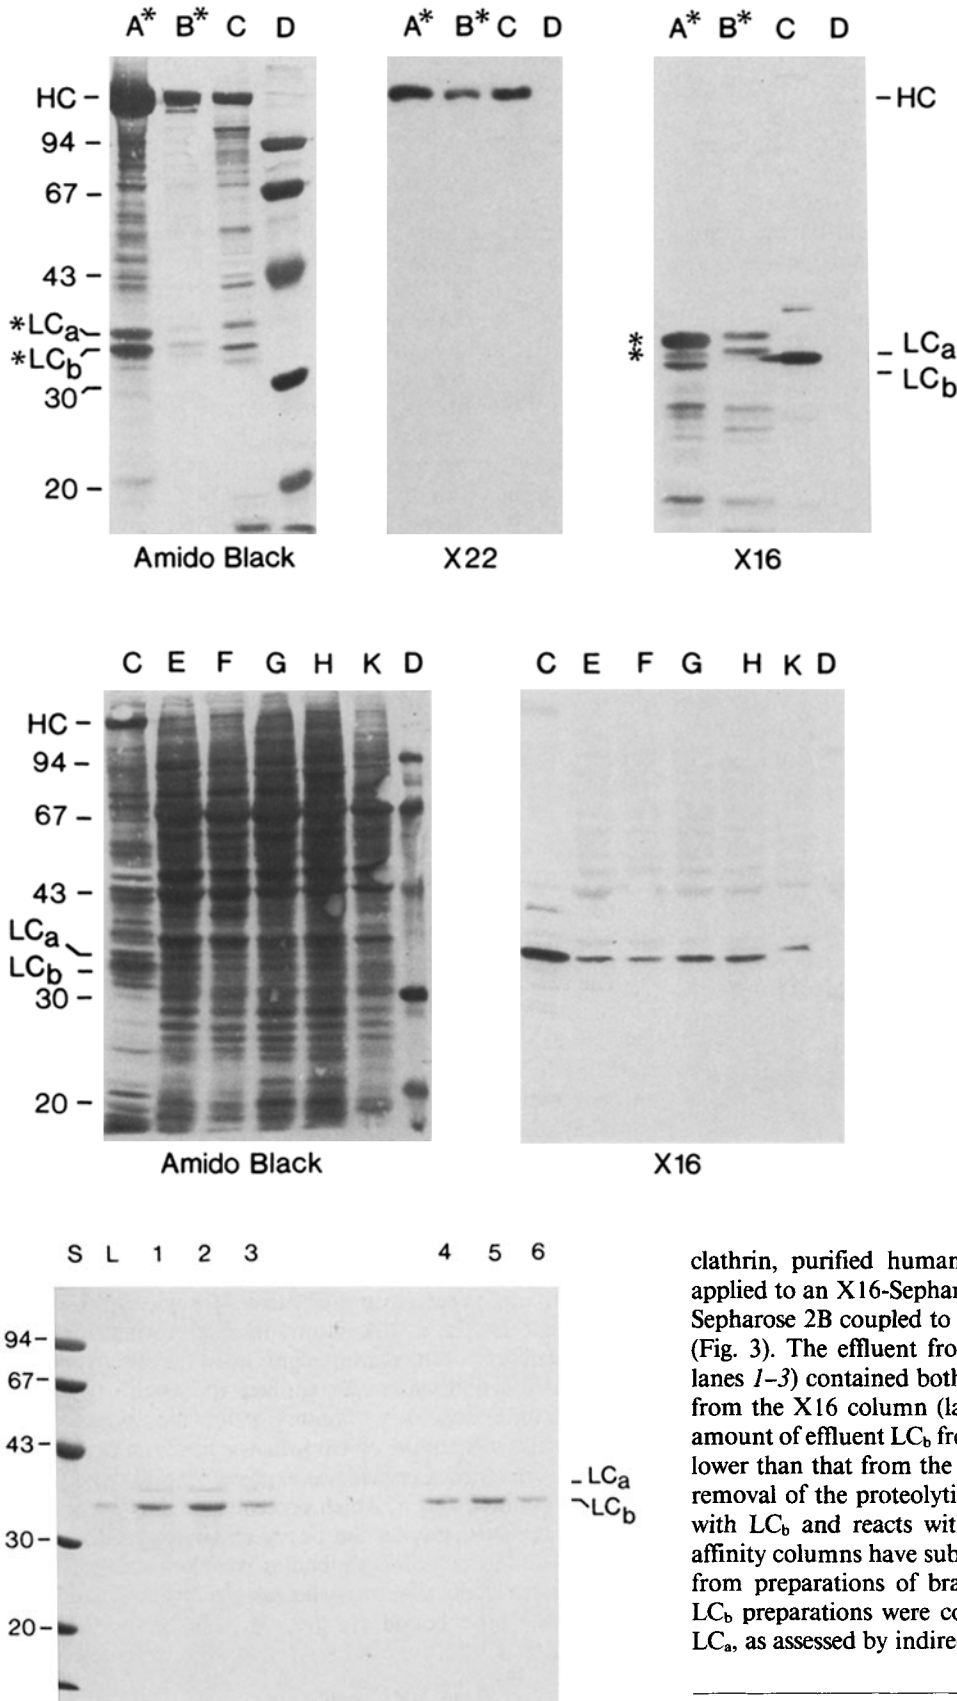 A* B* C D
HC –
94 –
67 –
43 –
*LCa
*LCb
30
20 –
Amido Black
A* B* C D
X22
A* B* C D
– HC
*
*
– LCa
– LCb
X16
C E F G H K D
HC –
94 –
67 –
43 –
LCa
LCb –
30 –
20 –
Amido Black
C E F G H K D
X16
S L 1 2 3 4 5 6
94 –
67 –
43 –
30 –
20 –
– LCa
LCb
clathrin, purified human
applied to an X16-Sephar
Sepharose 2B coupled to
(Fig. 3). The effluent fro
lanes 1–3) contained both
from the X16 column (la
amount of effluent LCb fro
lower than that from the
removal of the proteolyti
with LCb and reacts wit
affinity columns have sub
from preparations of bra
LCb preparations were co
LCa, as assessed by indire